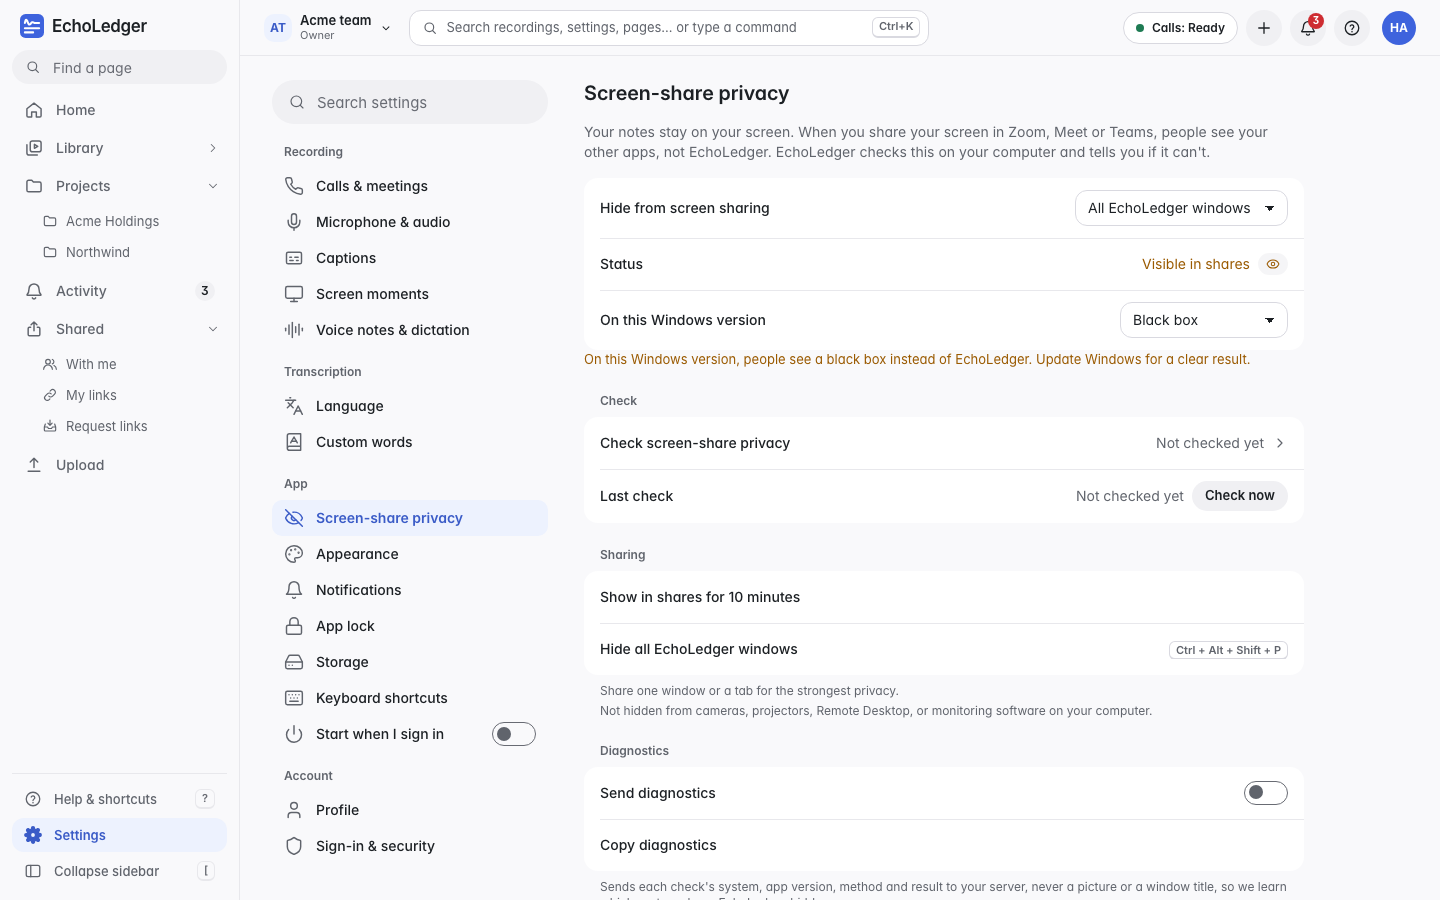 EchoLedger
Find a page
Home
Library
Projects
Acme Holdings
Northwind
Activity
3
Shared
With me
My links
Request links
Upload
Help & shortcuts
?
Settings
Collapse sidebar
[
AT
Acme team
Owner
Search recordings, settings, pages... or type a command
Ctrl+K
Calls: Ready
3
HA
Search settings
Recording
Calls & meetings
Microphone & audio
Captions
Screen moments
Voice notes & dictation
Transcription
Language
Custom words
App
Screen-share privacy
Appearance
Notifications
App lock
Storage
Keyboard shortcuts
Start when I sign in
Account
Profile
Sign-in & security
Screen-share privacy
Your notes stay on your screen. When you share your screen in Zoom, Meet or Teams, people see your
other apps, not EchoLedger. EchoLedger checks this on your computer and tells you if it can't.
Hide from screen sharing
All EchoLedger windows
Status
Visible in shares
On this Windows version
Black box
On this Windows version, people see a black box instead of EchoLedger. Update Windows for a clear result.
Check
Check screen-share privacy
Not checked yet
Last check
Not checked yet
Check now
Sharing
Show in shares for 10 minutes
Hide all EchoLedger windows
Ctrl + Alt + Shift + P
Share one window or a tab for the strongest privacy.
Not hidden from cameras, projectors, Remote Desktop, or monitoring software on your computer.
Diagnostics
Send diagnostics
Copy diagnostics
Sends each check's system, app version, method and result to your server, never a picture or a window title, so we learn